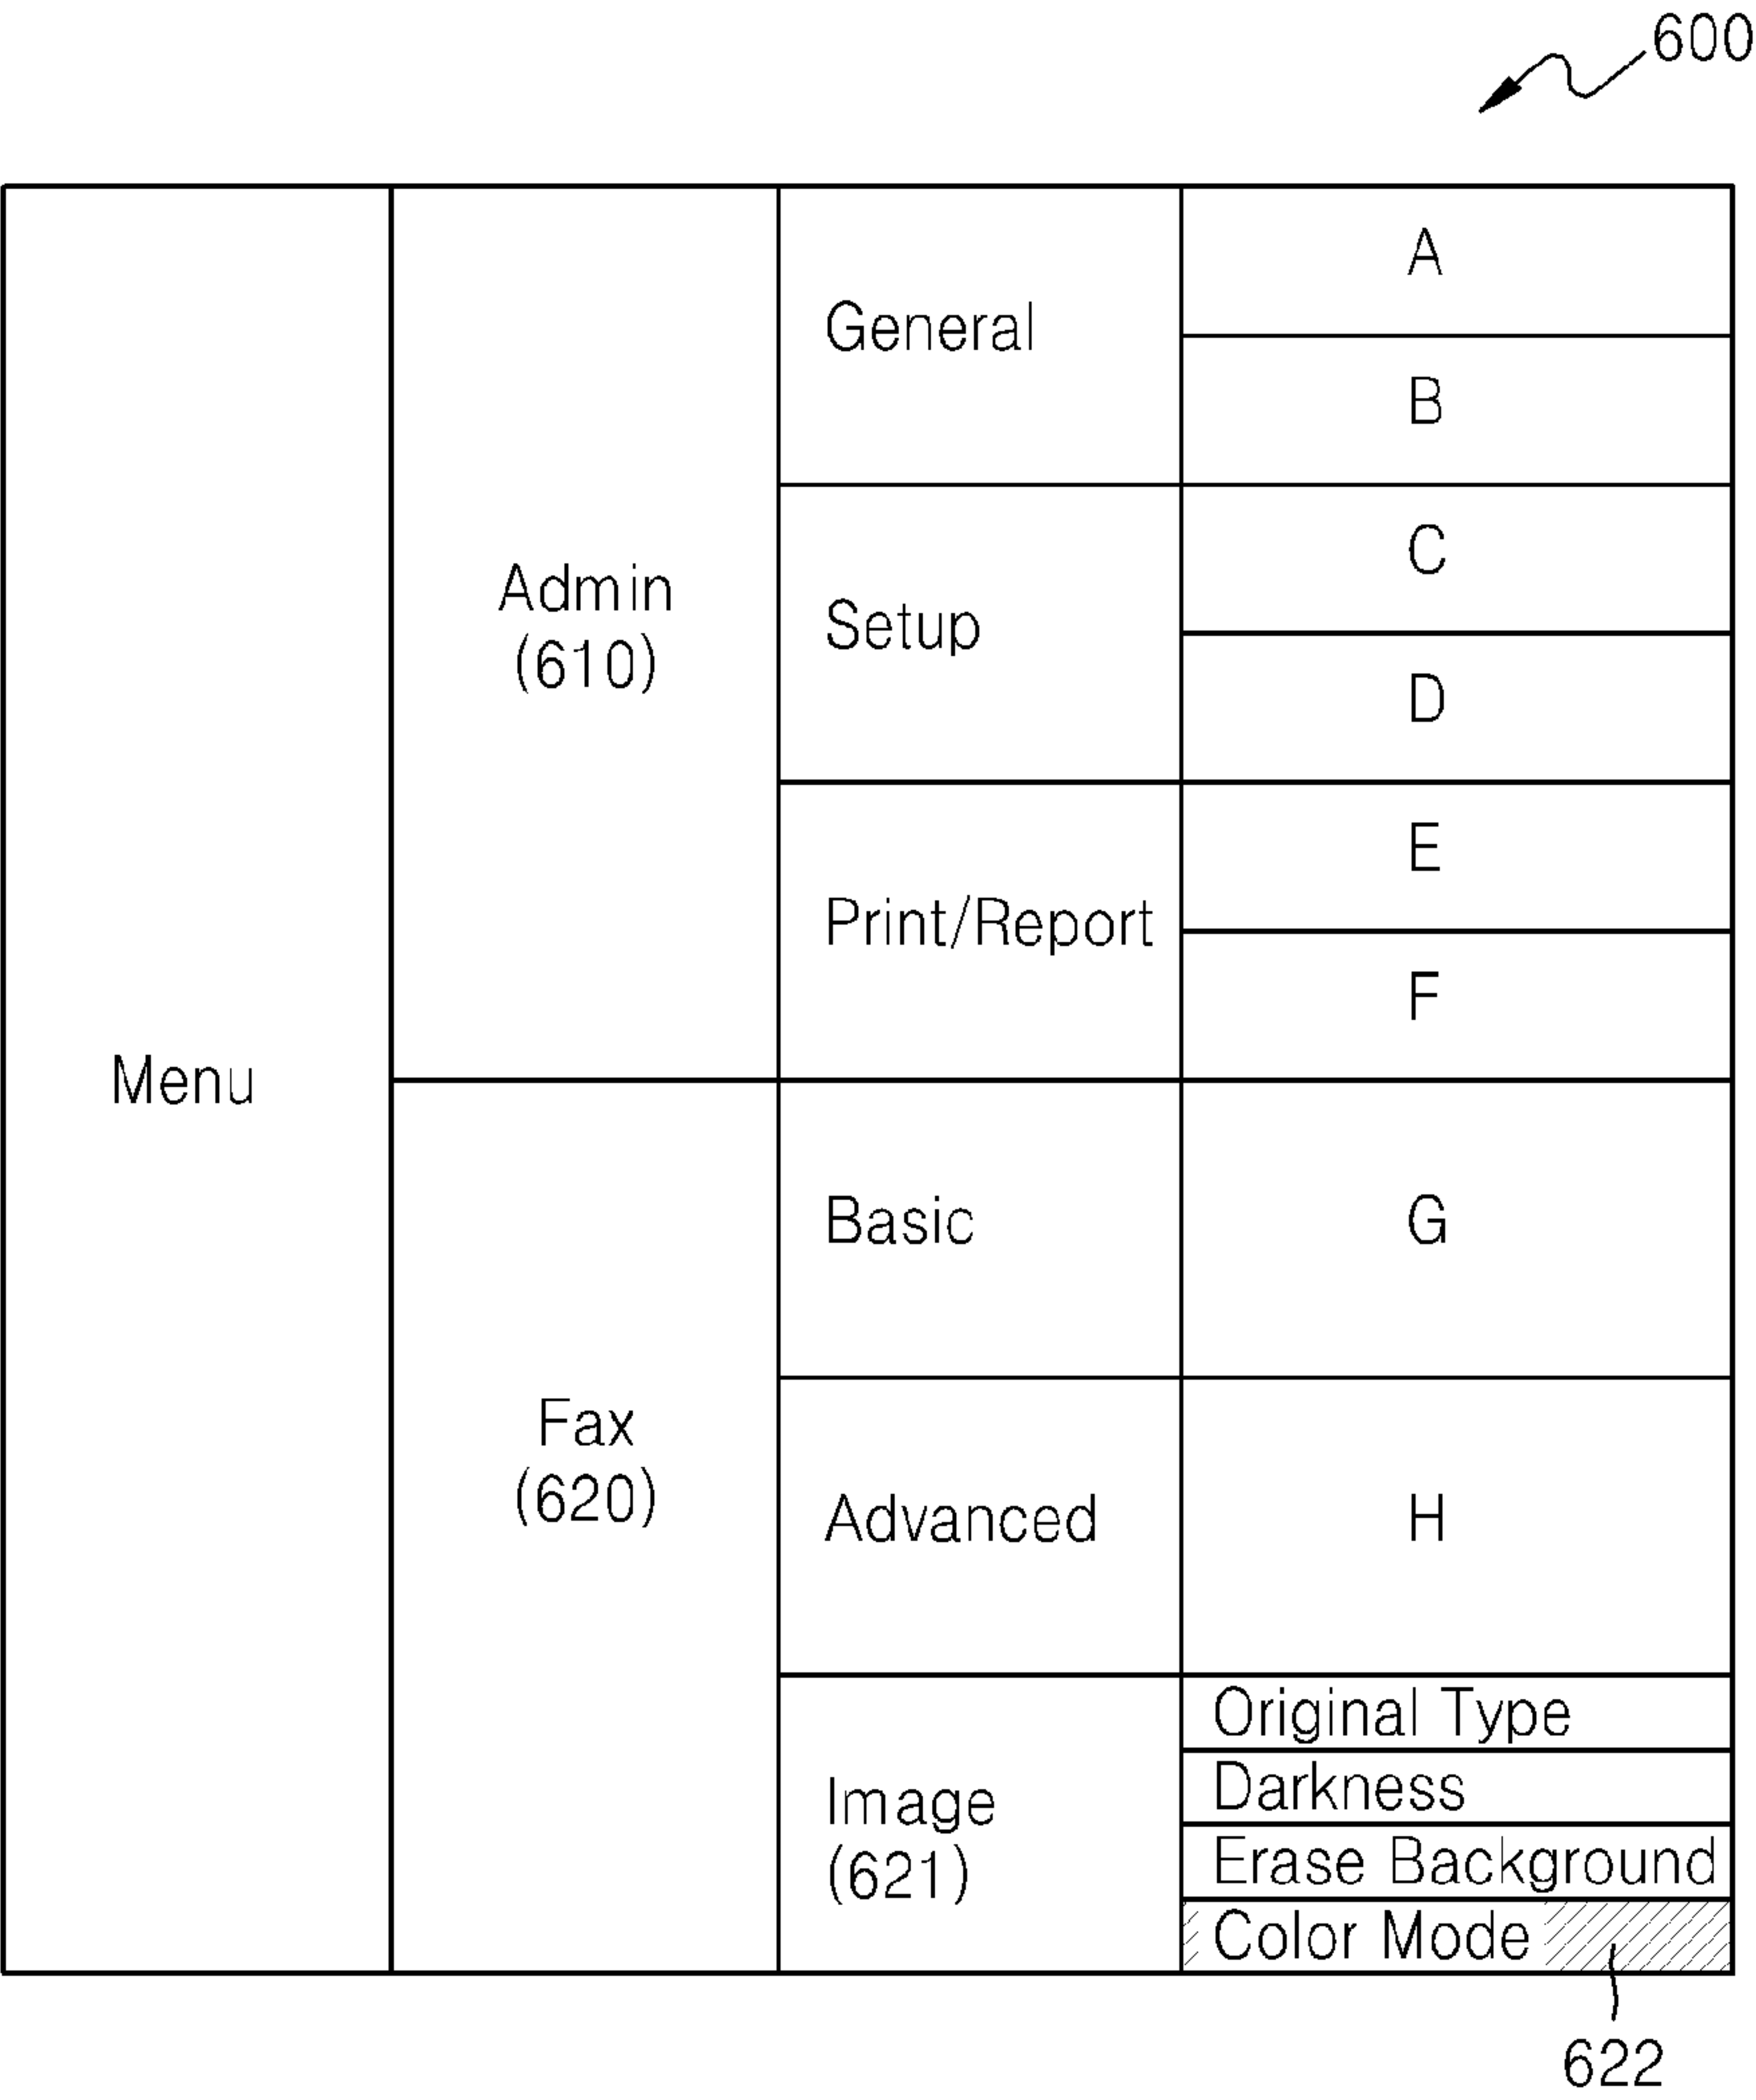 600
Menu
Admin
(610)
General
A
B
Setup
C
D
Print/Report
E
F
Fax
(620)
Basic
G
Advanced
H
Image
(621)
Original Type
Darkness
Erase Background
Color Mode
622